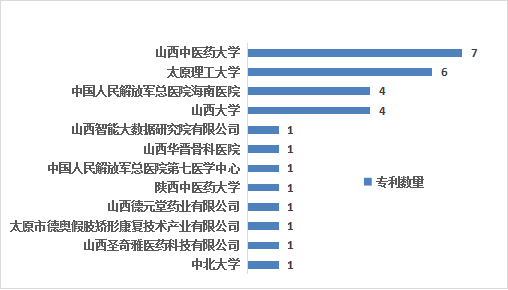 山西中医药大学 7
太原理工大学 6
中国人民解放军总医院海南医院 4
山西大学 4
山西智能大数据研究院有限公司 1
山西华晋骨科医院 1
中国人民解放军总医院第七医学中心 1
陕西中医药大学 1
山西德元堂药业有限公司 1
太原市德奥假肢矫形康复技术产业有限公司 1
山西圣奇雅医药科技有限公司 1
中北大学 1
专利数量